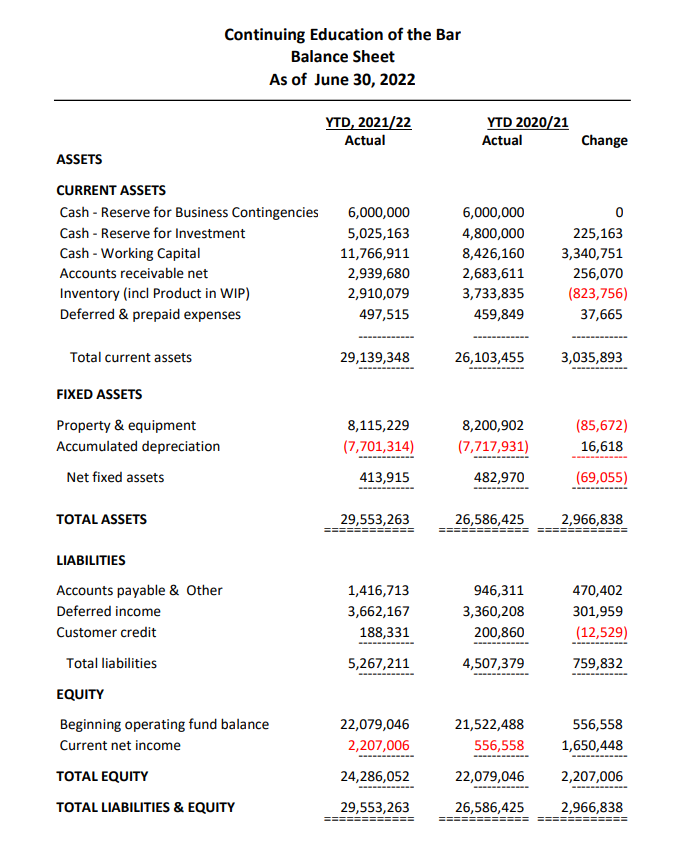 Continuing Education of the Bar
Balance Sheet
As of June 30, 2022
YTD, 2021/22 YTD 2020/21
Actual Actual Change
ASSETS
CURRENT ASSETS
Cash - Reserve for Business Contingencies 6,000,000 6,000,000 0
Cash - Reserve for Investment 5,025,163 4,800,000 225,163
Cash - Working Capital 11,766,911 8,426,160 3,340,751
Accounts receivable net 2,939,680 2,683,611 256,070
Inventory (incl Product in WIP) 2,910,079 3,733,835 (823,756)
Deferred & prepaid expenses 497,515 459,849 37,665
------------ ------------ ------------
Total current assets 29,139,348 26,103,455 3,035,893
------------ ------------ ------------
FIXED ASSETS
Property & equipment 8,115,229 8,200,902 (85,672)
Accumulated depreciation (7,701,314) (7,717,931) 16,618
------------ ------------ ------------
Net fixed assets 413,915 482,970 (69,055)
------------ ------------ ------------
TOTAL ASSETS 29,553,263 26,586,425 2,966,838
============ ============ ============
LIABILITIES
Accounts payable & Other 1,416,713 946,311 470,402
Deferred income 3,662,167 3,360,208 301,959
Customer credit 188,331 200,860 (12,529)
------------ ------------ ------------
Total liabilities 5,267,211 4,507,379 759,832
------------ ------------ ------------
EQUITY
Beginning operating fund balance 22,079,046 21,522,488 556,558
Current net income 2,207,006 556,558 1,650,448
------------ ------------ ------------
TOTAL EQUITY 24,286,052 22,079,046 2,207,006
------------ ------------ ------------
TOTAL LIABILITIES & EQUITY 29,553,263 26,586,425 2,966,838
============ ============ ============